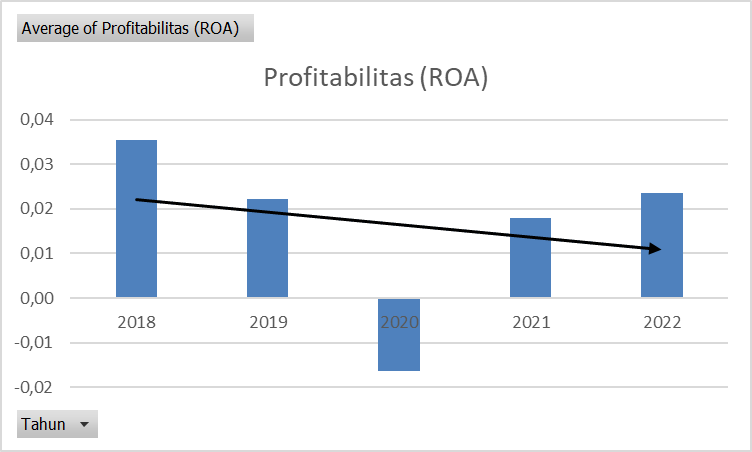 Average of Profitabilitas (ROA)
Profitabilitas (ROA)
0,04
0,03
0,02
0,01
0,00
-0,01
-0,02
2018 2019 2020 2021 2022
Tahun